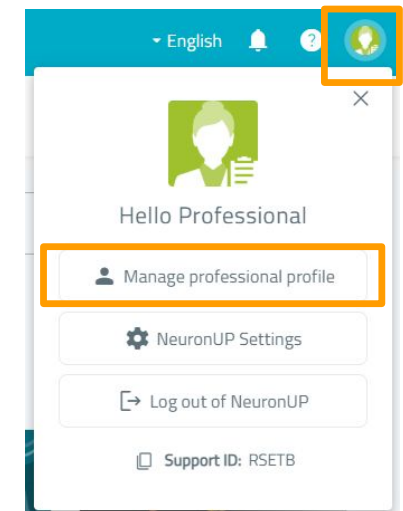 English ?
Hello Professional
Manage professional profile
NeuronUP Settings
Log out of NeuronUP
Support ID: RSETB